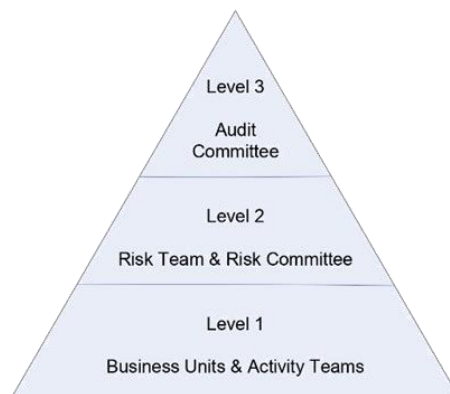 Level 3
Audit
Committee
Level 2
Risk Team & Risk Committee
Level 1
Business Units & Activity Teams